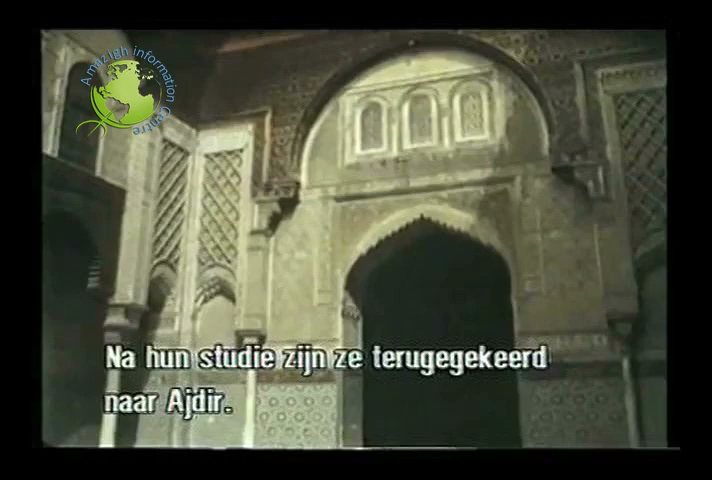 Amazigh information Centre
Na hun studie zijn ze terugegekeerd
naar Ajdir.